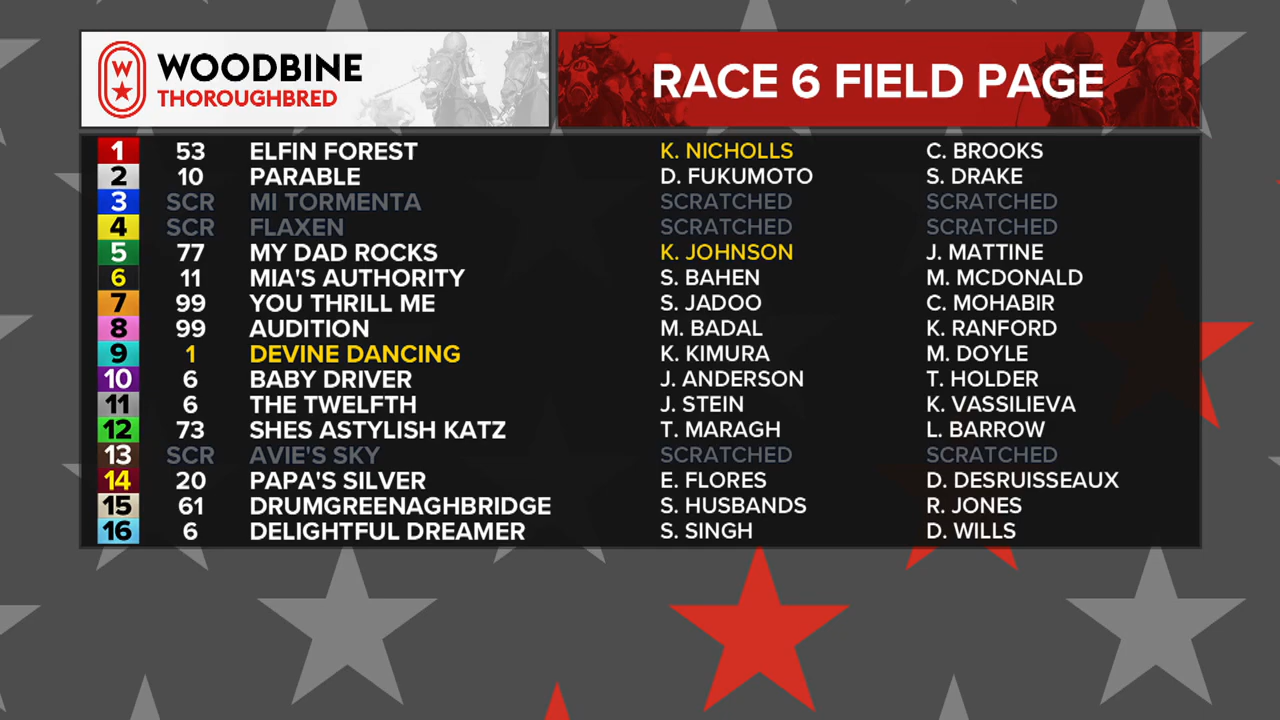 W
WOODBINE
THOROUGHBRED
RACE 6 FIELD PAGE
1 53 ELFIN FOREST K. NICHOLLS C. BROOKS
2 10 PARABLE D. FUKUMOTO S. DRAKE
3 SCR MI TORMENTA SCRATCHED SCRATCHED
4 SCR FLAXEN SCRATCHED SCRATCHED
5 77 MY DAD ROCKS K. JOHNSON J. MATTINE
6 11 MIA'S AUTHORITY S. BAHEN M. MCDONALD
7 99 YOU THRILL ME S. JADOO C. MOHABIR
8 99 AUDITION M. BADAL K. RANFORD
9 1 DEVINE DANCING K. KIMURA M. DOYLE
10 6 BABY DRIVER J. ANDERSON T. HOLDER
11 6 THE TWELFTH J. STEIN K. VASSILIEVA
12 73 SHES ASTYLISH KATZ T. MARAGH L. BARROW
13 SCR AVIE'S SKY SCRATCHED SCRATCHED
14 20 PAPA'S SILVER E. FLORES D. DESRUISSEAUX
15 61 DRUMGREENAGHBRIDGE S. HUSBANDS R. JONES
16 6 DELIGHTFUL DREAMER S. SINGH D. WILLS